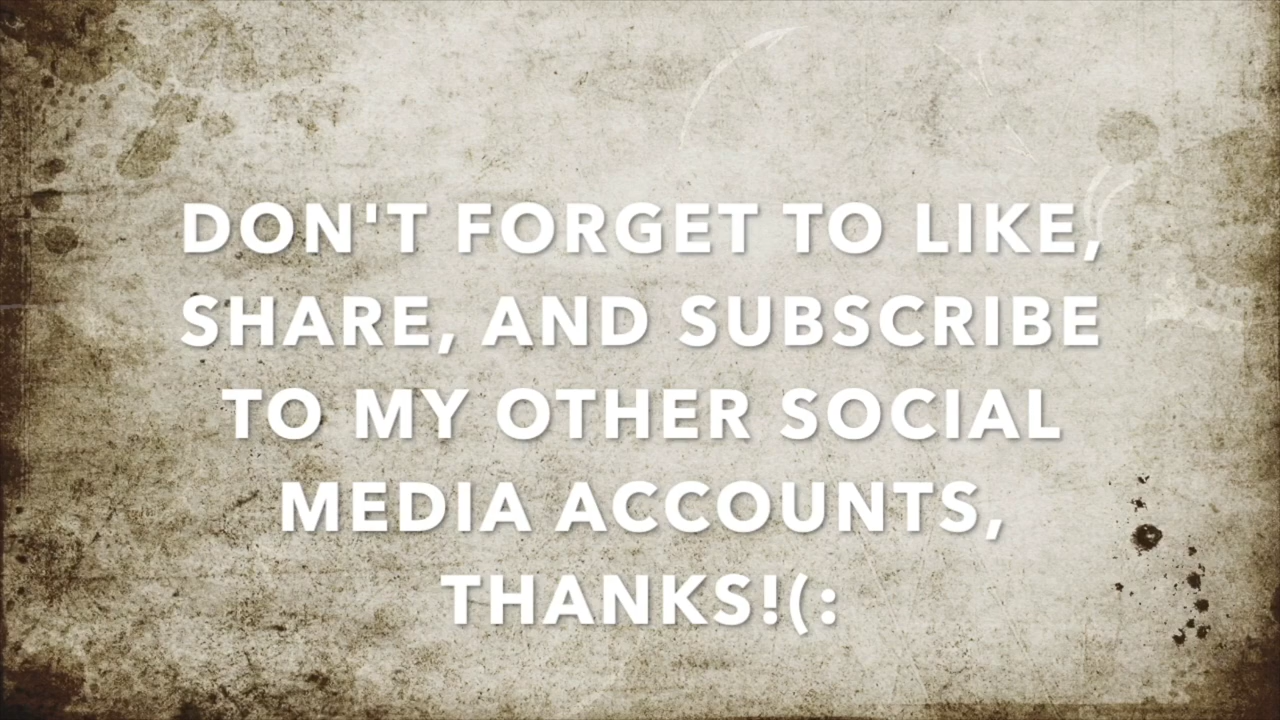 DON'T FORGET TO LIKE,
SHARE, AND SUBSCRIBE
TO MY OTHER SOCIAL
MEDIA ACCOUNTS,
THANKS!(: